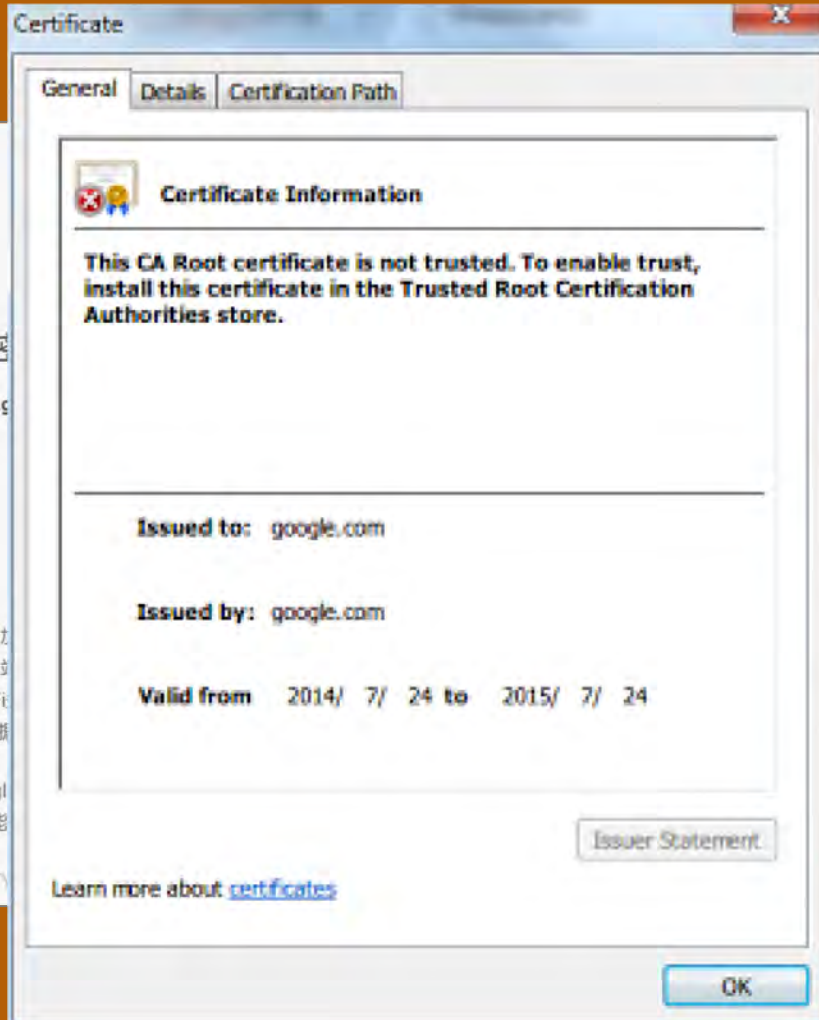 Certificate
General Details Certification Path
Certificate Information
This CA Root certificate is not trusted. To enable trust,
install this certificate in the Trusted Root Certification
Authorities store.
Issued to: google.com
Issued by: google.com
Valid from 2014/ 7/ 24 to 2015/ 7/ 24
Issuer Statement
Learn more about certificates
OK